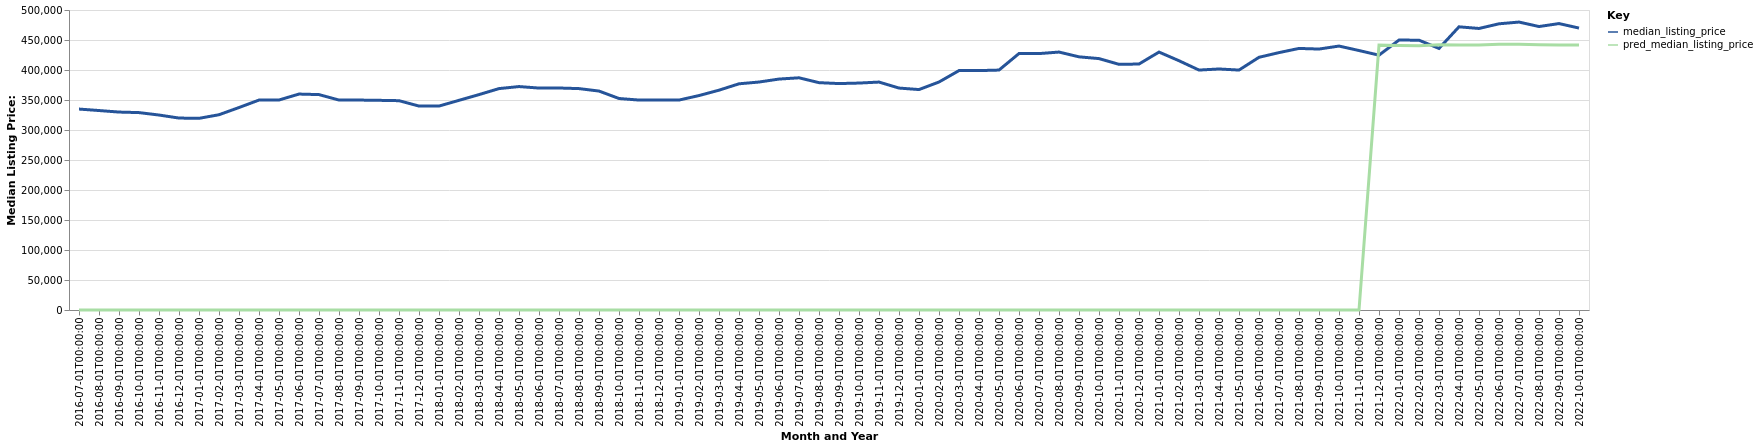 500,000
450,000
400,000
350,000
300,000
250,000
200,000
150,000
100,000
50,000
0
Median Listing Price:
2016-07-01T00:00:00
2016-08-01T00:00:00
2016-09-01T00:00:00
2016-10-01T00:00:00
2016-11-01T00:00:00
2016-12-01T00:00:00
2017-01-01T00:00:00
2017-02-01T00:00:00
2017-03-01T00:00:00
2017-04-01T00:00:00
2017-05-01T00:00:00
2017-06-01T00:00:00
2017-07-01T00:00:00
2017-08-01T00:00:00
2017-09-01T00:00:00
2017-10-01T00:00:00
2017-11-01T00:00:00
2017-12-01T00:00:00
2018-01-01T00:00:00
2018-02-01T00:00:00
2018-03-01T00:00:00
2018-04-01T00:00:00
2018-05-01T00:00:00
2018-06-01T00:00:00
2018-07-01T00:00:00
2018-08-01T00:00:00
2018-09-01T00:00:00
2018-10-01T00:00:00
2018-11-01T00:00:00
2018-12-01T00:00:00
2019-01-01T00:00:00
2019-02-01T00:00:00
2019-03-01T00:00:00
2019-04-01T00:00:00
2019-05-01T00:00:00
2019-06-01T00:00:00
2019-07-01T00:00:00
2019-08-01T00:00:00
2019-09-01T00:00:00
2019-10-01T00:00:00
2019-11-01T00:00:00
2019-12-01T00:00:00
2020-01-01T00:00:00
2020-02-01T00:00:00
2020-03-01T00:00:00
2020-04-01T00:00:00
2020-05-01T00:00:00
2020-06-01T00:00:00
2020-07-01T00:00:00
2020-08-01T00:00:00
2020-09-01T00:00:00
2020-10-01T00:00:00
2020-11-01T00:00:00
2020-12-01T00:00:00
2021-01-01T00:00:00
2021-02-01T00:00:00
2021-03-01T00:00:00
2021-04-01T00:00:00
2021-05-01T00:00:00
2021-06-01T00:00:00
2021-07-01T00:00:00
2021-08-01T00:00:00
2021-09-01T00:00:00
2021-10-01T00:00:00
2021-11-01T00:00:00
2021-12-01T00:00:00
2022-01-01T00:00:00
2022-02-01T00:00:00
2022-03-01T00:00:00
2022-04-01T00:00:00
2022-05-01T00:00:00
2022-06-01T00:00:00
2022-07-01T00:00:00
2022-08-01T00:00:00
2022-09-01T00:00:00
2022-10-01T00:00:00
Month and Year
Key
median_listing_price
pred_median_listing_price